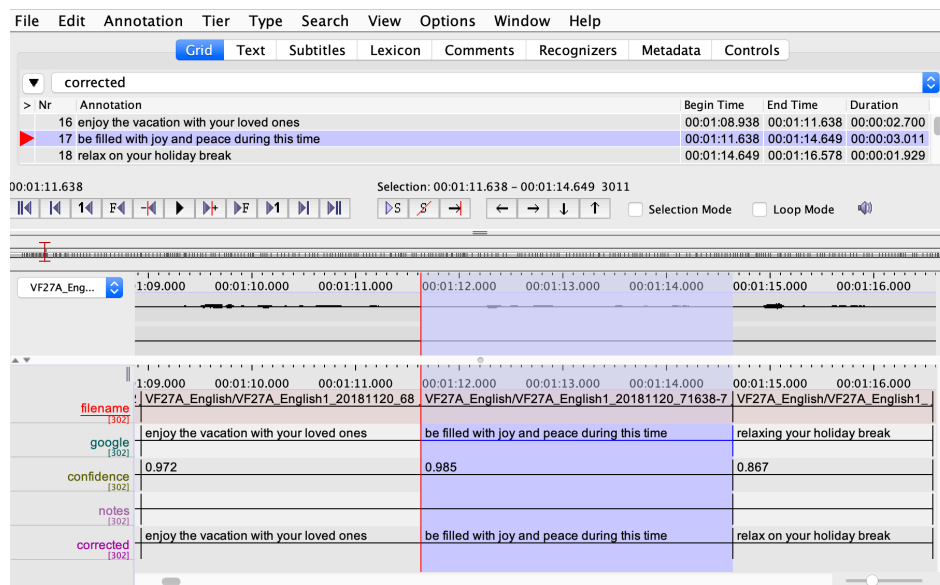 File Edit Annotation Tier Type Search View Options Window Help
Grid Text Subtitles Lexicon Comments Recognizers Metadata Controls
▼ corrected
> Nr Annotation Begin Time End Time Duration
16 enjoy the vacation with your loved ones 00:01:08.938 00:01:11.638 00:00:02.700
17 be filled with joy and peace during this time 00:01:11.638 00:01:14.649 00:00:03.011
18 relax on your holiday break 00:01:14.649 00:01:16.578 00:00:01.929
00:01:11.638 Selection: 00:01:11.638 - 00:01:14.649 3011
1 F F 1 S S Selection Mode Loop Mode
VF27A_Eng... 1:09.000 00:01:10.000 00:01:11.000 00:01:12.000 00:01:13.000 00:01:14.000 00:01:15.000 00:01:16.000
1:09.000 00:01:10.000 00:01:11.000 00:01:12.000 00:01:13.000 00:01:14.000 00:01:15.000 00:01:16.000
filename VF27A_English/VF27A_English1_20181120_68 VF27A_English/VF27A_English1_20181120_71638-7 VF27A_English/VF27A_English1_
[302]
google enjoy the vacation with your loved ones be filled with joy and peace during this time relaxing your holiday break
[302]
confidence 0.972 0.985 0.867
[302]
notes
[302]
corrected enjoy the vacation with your loved ones be filled with joy and peace during this time relax on your holiday break
[302]